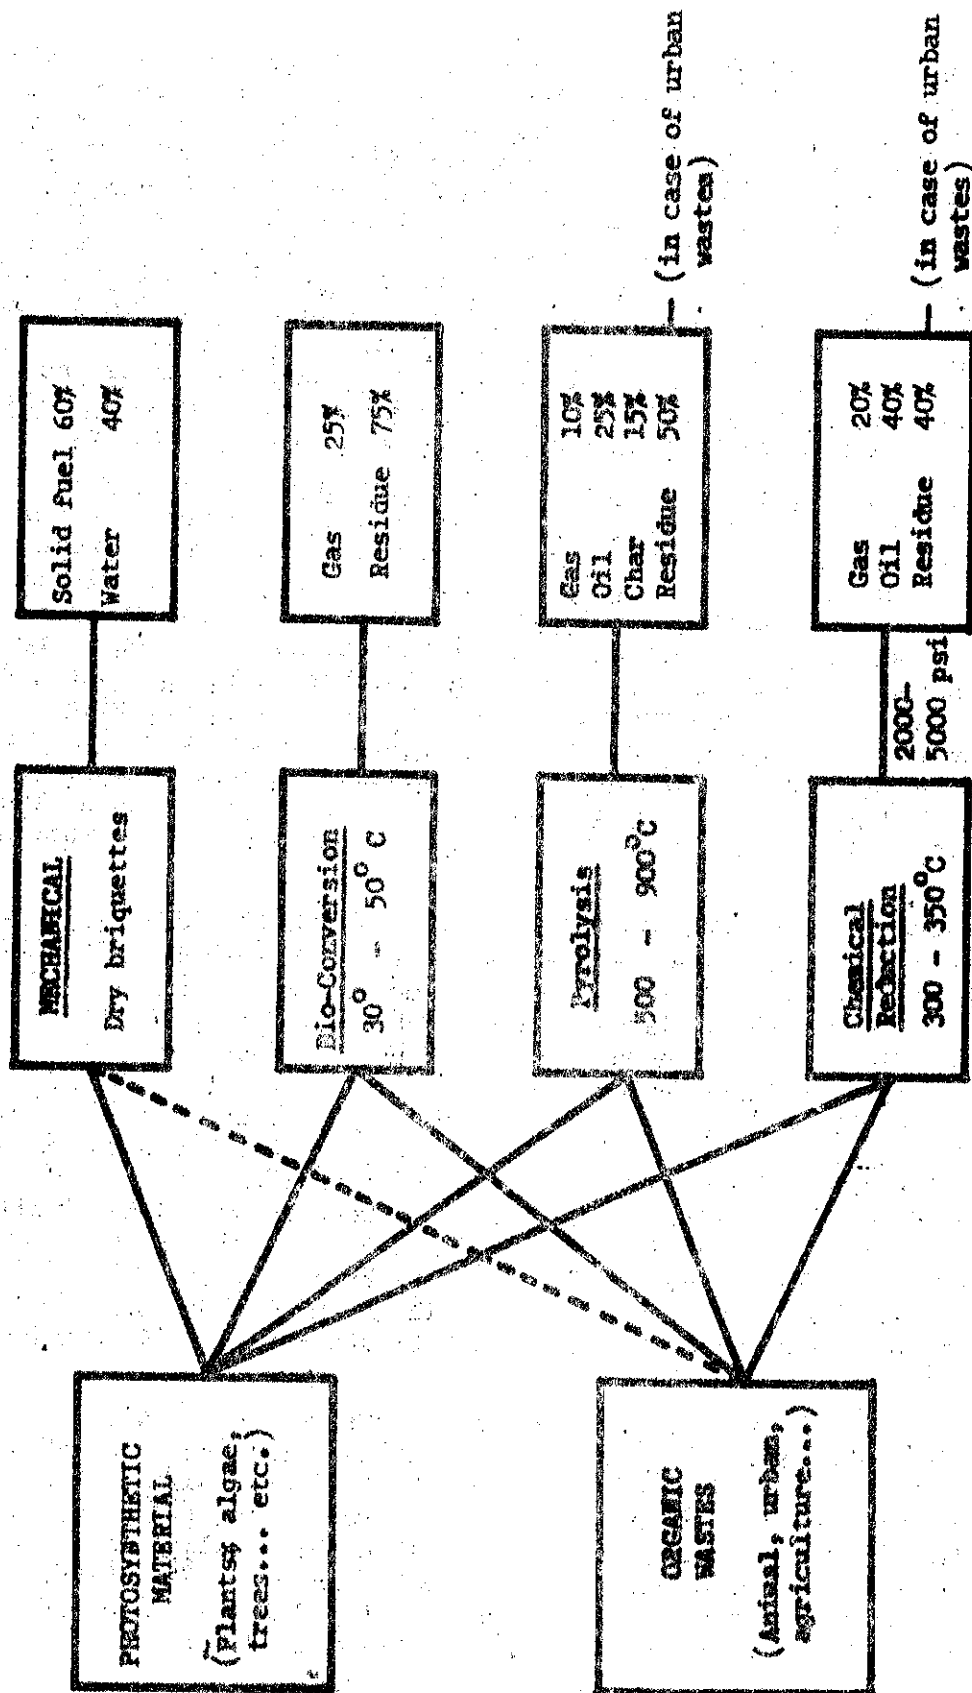 PHOTOSYNTHETIC
MATERIAL
(Plants, algae,
trees... etc.)
ORGANIC
WASTES
(Animal, urban,
agriculture...)
MECHANICAL
Dry briquettes
Bio-Conversion
30° - 50° C
Pyrolysis
500 - 900°C
Chemical
Reduction
300 - 350°C
2000-
5000 psi
Solid fuel 60%
Water 40%
Gas 25%
Residue 75%
Gas 10%
Oil 25%
Char 15%
Residue 50%
— (in case of urban
wastes)
Gas 20%
Oil 40%
Residue 40%
— (in case of urban
wastes)